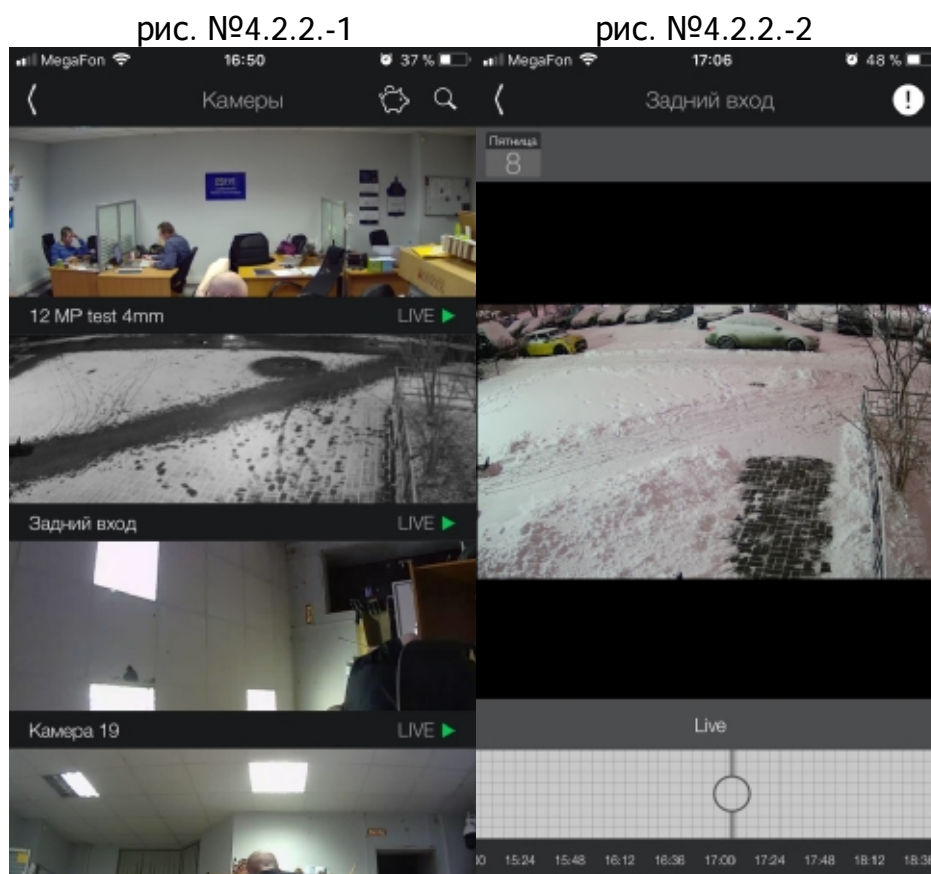 рис. №4.2.2.-1
рис. №4.2.2.-2
MegaFon 16:50 37 %
Камеры
12 MP test 4mm LIVE
Задний вход LIVE
Камера 19 LIVE
MegaFon 17:06 48 %
Задний вход
Пятница
8
Live
15:24 15:48 16:12 16:36 17:00 17:24 17:48 18:12 18:36